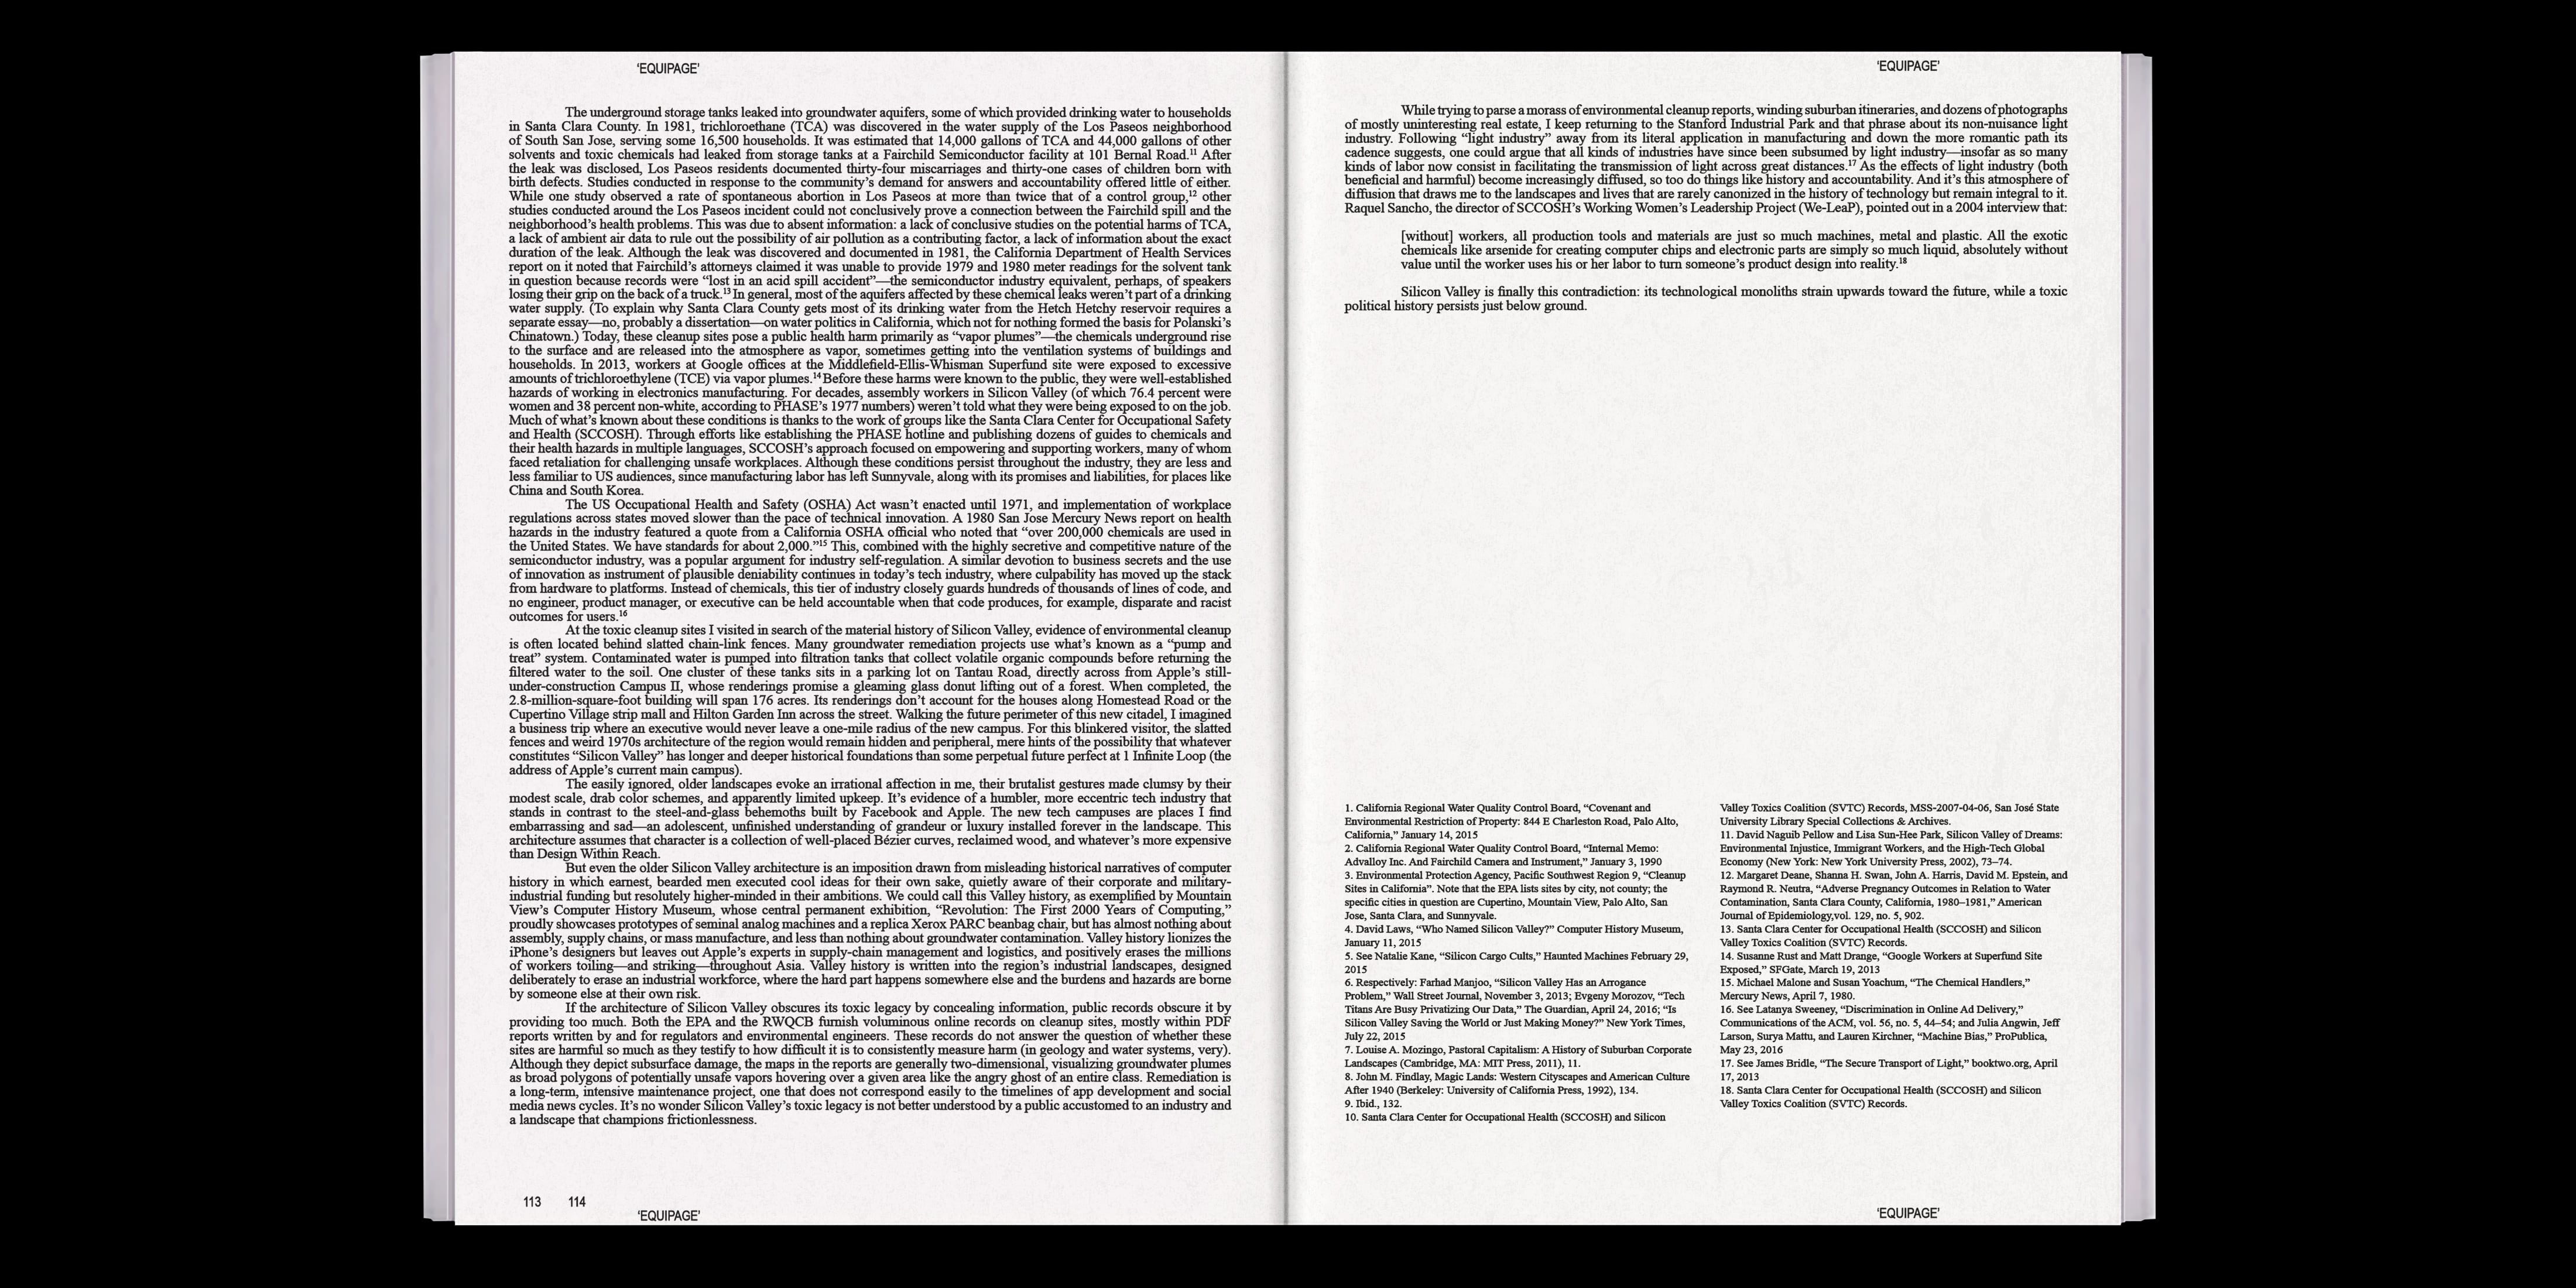 'EQUIPAGE'
The underground storage tanks leaked into groundwater aquifers, some of which provided drinking water to households
in Santa Clara County. In 1981, trichloroethane (TCA) was discovered in the water supply of the Los Paseos neighborhood
of South San Jose, serving some 16,500 households. It was estimated that 14,000 gallons of TCA and 44,000 gallons of other
solvents and toxic chemicals had leaked from storage tanks at a Fairchild Semiconductor facility at 101 Bernal Road.¹¹ After
the leak was disclosed, Los Paseos residents documented thirty-four miscarriages and thirty-one cases of children born with
birth defects. Studies conducted in response to the community's demand for answers and accountability offered little of either.
While one study observed a rate of spontaneous abortion in Los Paseos at more than twice that of a control group,¹² other
studies conducted around the Los Paseos incident could not conclusively prove a connection between the Fairchild spill and the
neighborhood's health problems. This was due to absent information: a lack of conclusive studies on the potential harms of TCA,
a lack of ambient air data to rule out the possibility of air pollution as a contributing factor, a lack of information about the exact
duration of the leak. Although the leak was discovered and documented in 1981, the California Department of Health Services
report on it noted that Fairchild's attorneys claimed it was unable to provide 1979 and 1980 meter readings for the solvent tank
in question because records were “lost in an acid spill accident”—the semiconductor industry equivalent, perhaps, of speakers
losing their grip on the back of a truck.¹³ In general, most of the aquifers affected by these chemical leaks weren't part of a drinking
water supply. (To explain why Santa Clara County gets most of its drinking water from the Hetch Hetchy reservoir requires a
separate essay—no, probably a dissertation—on water politics in California, which not for nothing formed the basis for Polanski's
Chinatown.) Today, these cleanup sites pose a public health harm primarily as “vapor plumes”—the chemicals underground rise
to the surface and are released into the atmosphere as vapor, sometimes getting into the ventilation systems of buildings and
households. In 2013, workers at Google offices at the Middlefield-Ellis-Whisman Superfund site were exposed to excessive
amounts of trichloroethylene (TCE) via vapor plumes.¹⁴ Before these harms were known to the public, they were well-established
hazards of working in electronics manufacturing. For decades, assembly workers in Silicon Valley (of which 76.4 percent were
women and 38 percent non-white, according to PHASE's 1977 numbers) weren't told what they were being exposed to on the job.
Much of what's known about these conditions is thanks to the work of groups like the Santa Clara Center for Occupational Safety
and Health (SCCOSH). Through efforts like establishing the PHASE hotline and publishing dozens of guides to chemicals and
their health hazards in multiple languages, SCCOSH's approach focused on empowering and supporting workers, many of whom
faced retaliation for challenging unsafe workplaces. Although these conditions persist throughout the industry, they are less and
less familiar to US audiences, since manufacturing labor has left Sunnyvale, along with its promises and liabilities, for places like
China and South Korea.
The US Occupational Health and Safety (OSHA) Act wasn't enacted until 1971, and implementation of workplace
regulations across states moved slower than the pace of technical innovation. A 1980 San Jose Mercury News report on health
hazards in the industry featured a quote from a California OSHA official who noted that “over 200,000 chemicals are used in
the United States. We have standards for about 2,000.”¹⁵ This, combined with the highly secretive and competitive nature of the
semiconductor industry, was a popular argument for industry self-regulation. A similar devotion to business secrets and the use
of innovation as instrument of plausible deniability continues in today's tech industry, where culpability has moved up the stack
from hardware to platforms. Instead of chemicals, this tier of industry closely guards hundreds of thousands of lines of code, and
no engineer, product manager, or executive can be held accountable when that code produces, for example, disparate and racist
outcomes for users.¹⁶
At the toxic cleanup sites I visited in search of the material history of Silicon Valley, evidence of environmental cleanup
is often located behind slatted chain-link fences. Many groundwater remediation projects use what's known as a “pump and
treat” system. Contaminated water is pumped into filtration tanks that collect volatile organic compounds before returning the
filtered water to the soil. One cluster of these tanks sits in a parking lot on Tantau Road, directly across from Apple's still-
under-construction Campus II, whose renderings promise a gleaming glass donut lifting out of a forest. When completed, the
2.8-million-square-foot building will span 176 acres. Its renderings don't account for the houses along Homestead Road or the
Cupertino Village strip mall and Hilton Garden Inn across the street. Walking the future perimeter of this new citadel, I imagined
a business trip where an executive would never leave a one-mile radius of the new campus. For this blinkered visitor, the slatted
fences and weird 1970s architecture of the region would remain hidden and peripheral, mere hints of the possibility that whatever
constitutes “Silicon Valley” has longer and deeper historical foundations than some perpetual future perfect at 1 Infinite Loop (the
address of Apple's current main campus).
The easily ignored, older landscapes evoke an irrational affection in me, their brutalist gestures made clumsy by their
modest scale, drab color schemes, and apparently limited upkeep. It's evidence of a humbler, more eccentric tech industry that
stands in contrast to the steel-and-glass behemoths built by Facebook and Apple. The new tech campuses are places I find
embarrassing and sad—an adolescent, unfinished understanding of grandeur or luxury installed forever in the landscape. This
architecture assumes that character is a collection of well-placed Bézier curves, reclaimed wood, and whatever's more expensive
than Design Within Reach.
But even the older Silicon Valley architecture is an imposition drawn from misleading historical narratives of computer
history in which earnest, bearded men executed cool ideas for their own sake, quietly aware of their corporate and military-
industrial funding but resolutely higher-minded in their ambitions. We could call this Valley history, as exemplified by Mountain
View's Computer History Museum, whose central permanent exhibition, “Revolution: The First 2000 Years of Computing,”
proudly showcases prototypes of seminal analog machines and a replica Xerox PARC beanbag chair, but has almost nothing about
assembly, supply chains, or mass manufacture, and less than nothing about groundwater contamination. Valley history lionizes the
iPhone's designers but leaves out Apple's experts in supply-chain management and logistics, and positively erases the millions
of workers toiling—and striking—throughout Asia. Valley history is written into the region's industrial landscapes, designed
deliberately to erase an industrial workforce, where the hard part happens somewhere else and the burdens and hazards are borne
by someone else at their own risk.
If the architecture of Silicon Valley obscures its toxic legacy by concealing information, public records obscure it by
providing too much. Both the EPA and the RWQCB furnish voluminous online records on cleanup sites, mostly within PDF
reports written by and for regulators and environmental engineers. These records do not answer the question of whether these
sites are harmful so much as they testify to how difficult it is to consistently measure harm (in geology and water systems, very).
Although they depict subsurface damage, the maps in the reports are generally two-dimensional, visualizing groundwater plumes
as broad polygons of potentially unsafe vapors hovering over a given area like the angry ghost of an entire class. Remediation is
a long-term, intensive maintenance project, one that does not correspond easily to the timelines of app development and social
media news cycles. It's no wonder Silicon Valley's toxic legacy is not better understood by a public accustomed to an industry and
a landscape that champions frictionlessness.
113 114
'EQUIPAGE'
'EQUIPAGE'
While trying to parse a morass of environmental cleanup reports, winding suburban itineraries, and dozens of photographs
of mostly uninteresting real estate, I keep returning to the Stanford Industrial Park and that phrase about its non-nuisance light
industry. Following “light industry” away from its literal application in manufacturing and down the more romantic path its
cadence suggests, one could argue that all kinds of industries have since been subsumed by light industry—insofar as so many
kinds of labor now consist in facilitating the transmission of light across great distances.¹⁷ As the effects of light industry (both
beneficial and harmful) become increasingly diffused, so too do things like history and accountability. And it's this atmosphere of
diffusion that draws me to the landscapes and lives that are rarely canonized in the history of technology but remain integral to it.
Raquel Sancho, the director of SCCOSH's Working Women's Leadership Project (We-LeaP), pointed out in a 2004 interview that:
[without] workers, all production tools and materials are just so much machines, metal and plastic. All the exotic
chemicals like arsenide for creating computer chips and electronic parts are simply so much liquid, absolutely without
value until the worker uses his or her labor to turn someone's product design into reality.¹⁸
Silicon Valley is finally this contradiction: its technological monoliths strain upwards toward the future, while a toxic
political history persists just below ground.
1. California Regional Water Quality Control Board, “Covenant and
Environmental Restriction of Property: 844 E Charleston Road, Palo Alto,
California,” January 14, 2015
2. California Regional Water Quality Control Board, “Internal Memo:
Advalloy Inc. And Fairchild Camera and Instrument,” January 3, 1990
3. Environmental Protection Agency, Pacific Southwest Region 9, “Cleanup
Sites in California”. Note that the EPA lists sites by city, not county; the
specific cities in question are Cupertino, Mountain View, Palo Alto, San
Jose, Santa Clara, and Sunnyvale.
4. David Laws, “Who Named Silicon Valley?” Computer History Museum,
January 11, 2015
5. See Natalie Kane, “Silicon Cargo Cults,” Haunted Machines February 29,
2015
6. Respectively: Farhad Manjoo, “Silicon Valley Has an Arrogance
Problem,” Wall Street Journal, November 3, 2013; Evgeny Morozov, “Tech
Titans Are Busy Privatizing Our Data,” The Guardian, April 24, 2016; “Is
Silicon Valley Saving the World or Just Making Money?” New York Times,
July 22, 2015
7. Louise A. Mozingo, Pastoral Capitalism: A History of Suburban Corporate
Landscapes (Cambridge, MA: MIT Press, 2011), 11.
8. John M. Findlay, Magic Lands: Western Cityscapes and American Culture
After 1940 (Berkeley: University of California Press, 1992), 134.
9. Ibid., 132.
10. Santa Clara Center for Occupational Health (SCCOSH) and Silicon
Valley Toxics Coalition (SVTC) Records, MSS-2007-04-06, San José State
University Library Special Collections & Archives.
11. David Naguib Pellow and Lisa Sun-Hee Park, Silicon Valley of Dreams:
Environmental Injustice, Immigrant Workers, and the High-Tech Global
Economy (New York: New York University Press, 2002), 73–74.
12. Margaret Deane, Shanna H. Swan, John A. Harris, David M. Epstein, and
Raymond R. Neutra, “Adverse Pregnancy Outcomes in Relation to Water
Contamination, Santa Clara County, California, 1980–1981,” American
Journal of Epidemiology,vol. 129, no. 5, 902.
13. Santa Clara Center for Occupational Health (SCCOSH) and Silicon
Valley Toxics Coalition (SVTC) Records.
14. Susanne Rust and Matt Drange, “Google Workers at Superfund Site
Exposed,” SFGate, March 19, 2013
15. Michael Malone and Susan Yoachum, “The Chemical Handlers,”
Mercury News, April 7, 1980.
16. See Latanya Sweeney, “Discrimination in Online Ad Delivery,”
Communications of the ACM, vol. 56, no. 5, 44–54; and Julia Angwin, Jeff
Larson, Surya Mattu, and Lauren Kirchner, “Machine Bias,” ProPublica,
May 23, 2016
17. See James Bridle, “The Secure Transport of Light,” booktwo.org, April
17, 2013
18. Santa Clara Center for Occupational Health (SCCOSH) and Silicon
Valley Toxics Coalition (SVTC) Records.
'EQUIPAGE'